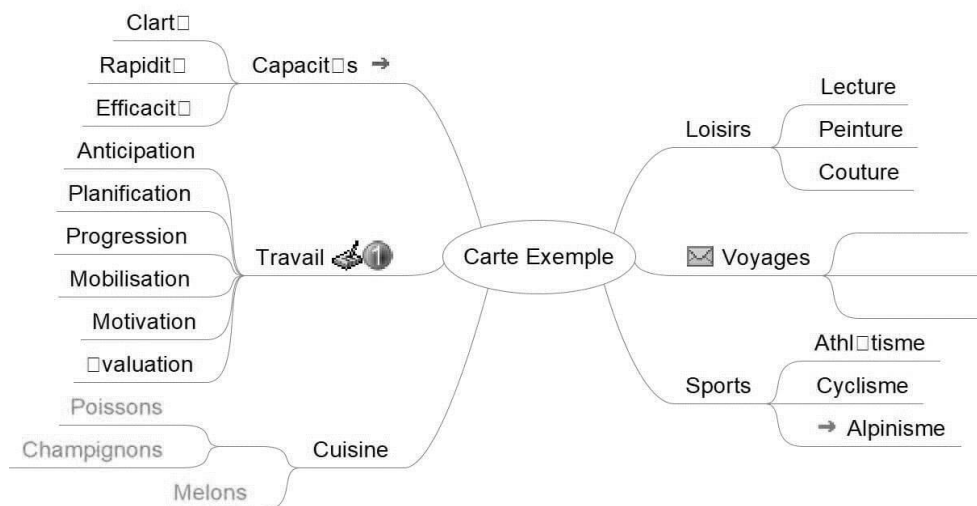 Clart□
Rapidit□
Efficacit□
Capacit□s
Anticipation
Planification
Progression
Mobilisation
Motivation
□valuation
Travail
1
Poissons
Champignons
Melons
Cuisine
Carte Exemple
Loisirs
Lecture
Peinture
Couture
Voyages
Sports
Athl□tisme
Cyclisme
Alpinisme